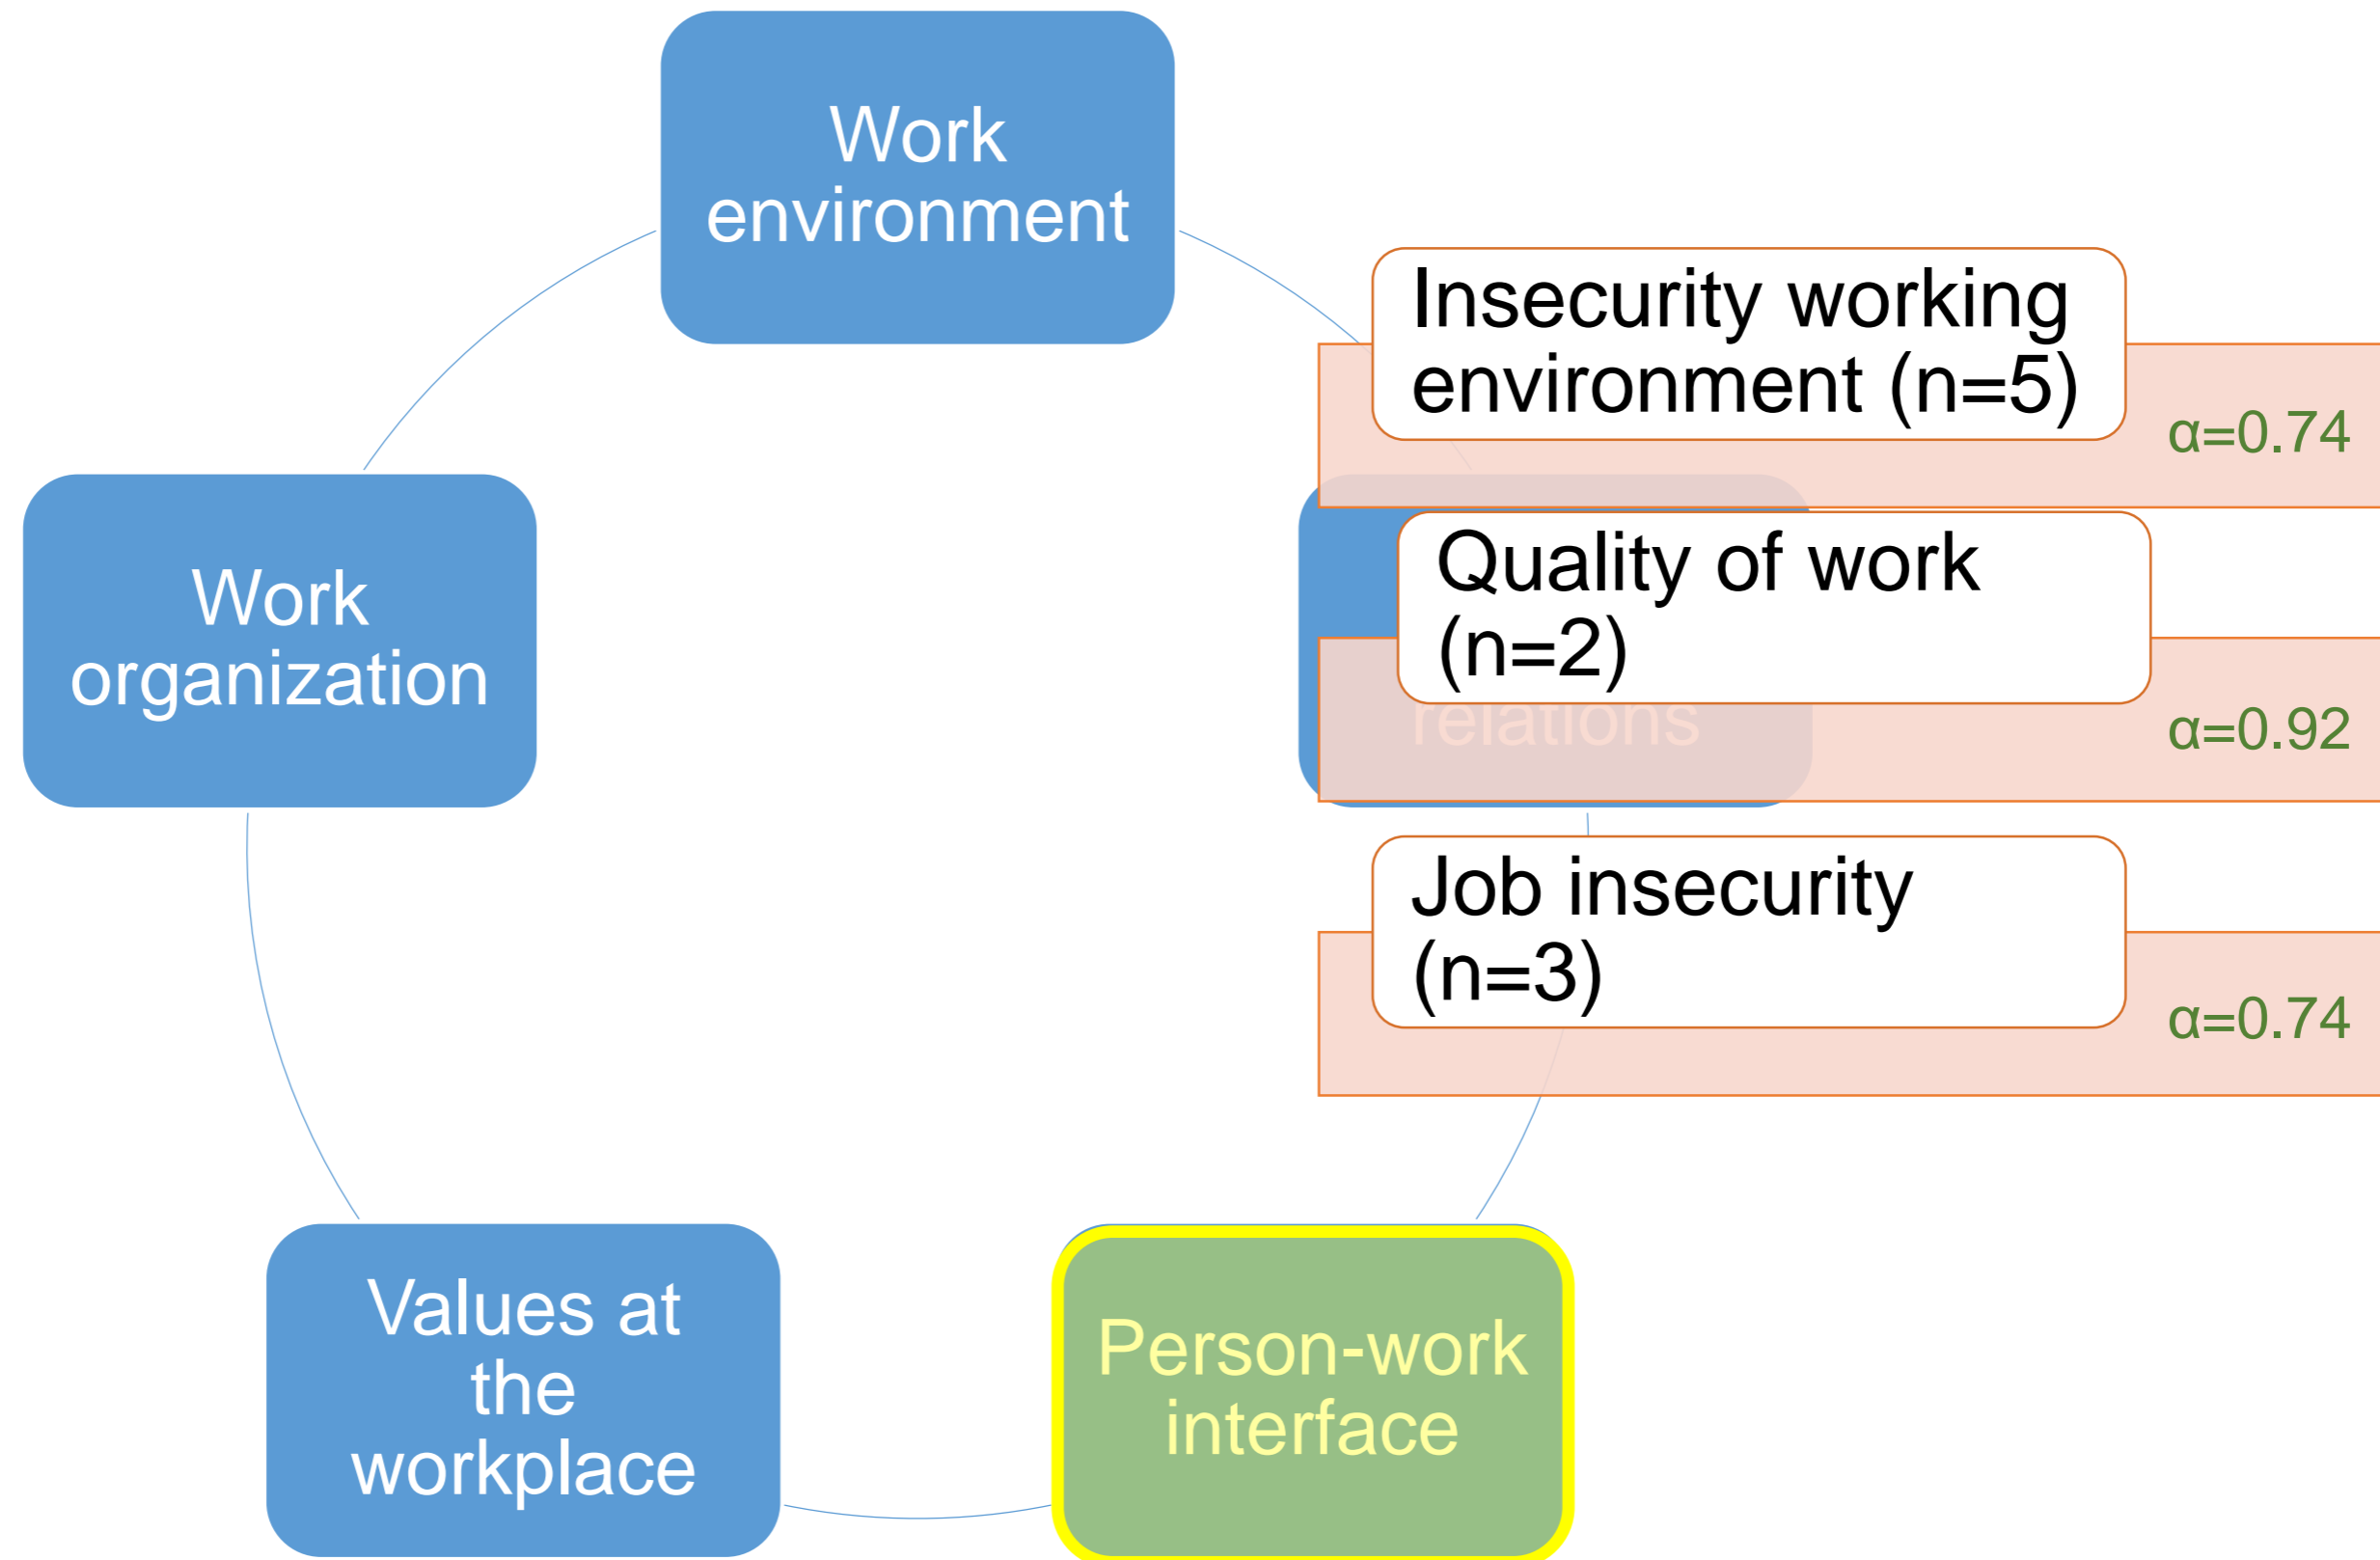 Work
environment
Insecurity working
environment (n=5)
α=0.74
Work
organization
Quality of work
(n=2)
relations
α=0.92
Job insecurity
(n=3)
α=0.74
Values at
the
workplace
Person-work
interface